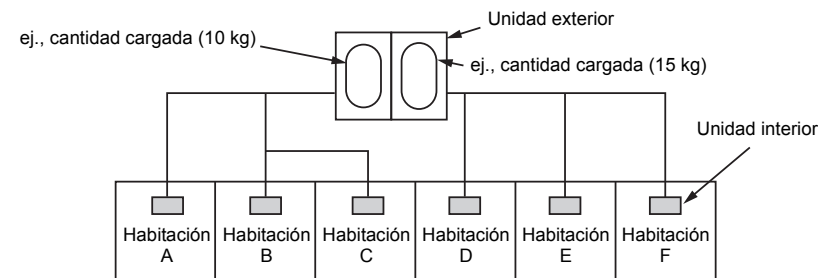 Unidad exterior
ej., cantidad cargada (10 kg)
ej., cantidad cargada (15 kg)
Unidad interior
Habitación Habitación Habitación Habitación Habitación Habitación
A B C D E F